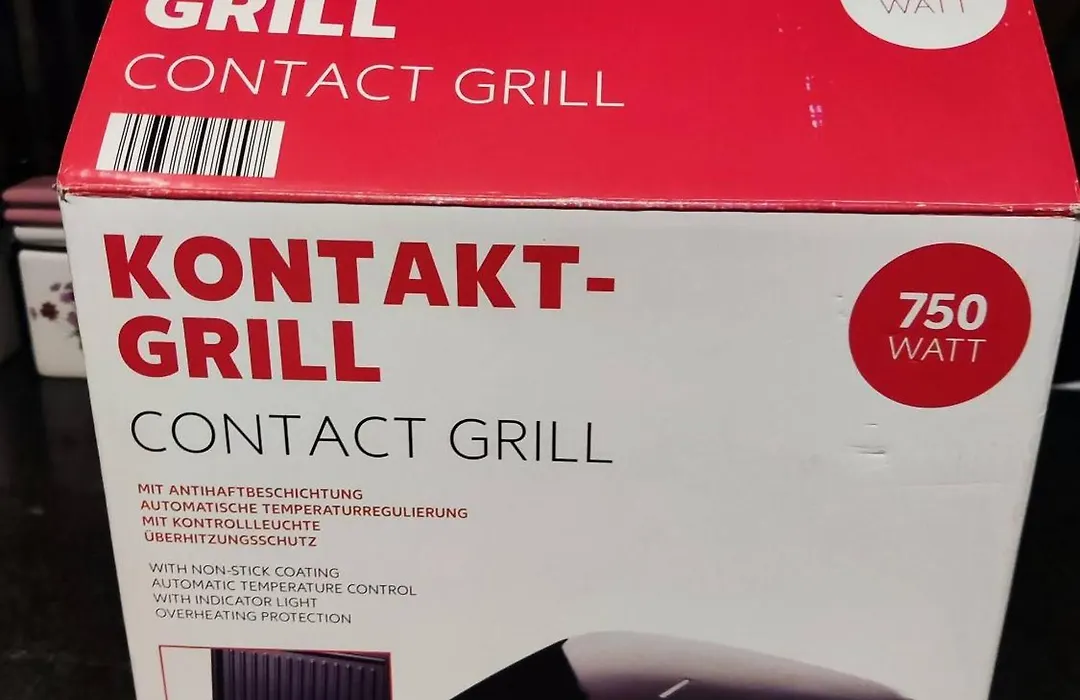 GRILL
WATT
CONTACT GRILL
KONTAKT-
GRILL
750
WATT
CONTACT GRILL
MIT ANTIHAFTBESCHICHTUNG
AUTOMATISCHE TEMPERATURREGULIERUNG
MIT KONTROLLLEUCHTE
ÜBERHITZUNGSSCHUTZ
WITH NON-STICK COATING
AUTOMATIC TEMPERATURE CONTROL
WITH INDICATOR LIGHT
OVERHEATING PROTECTION